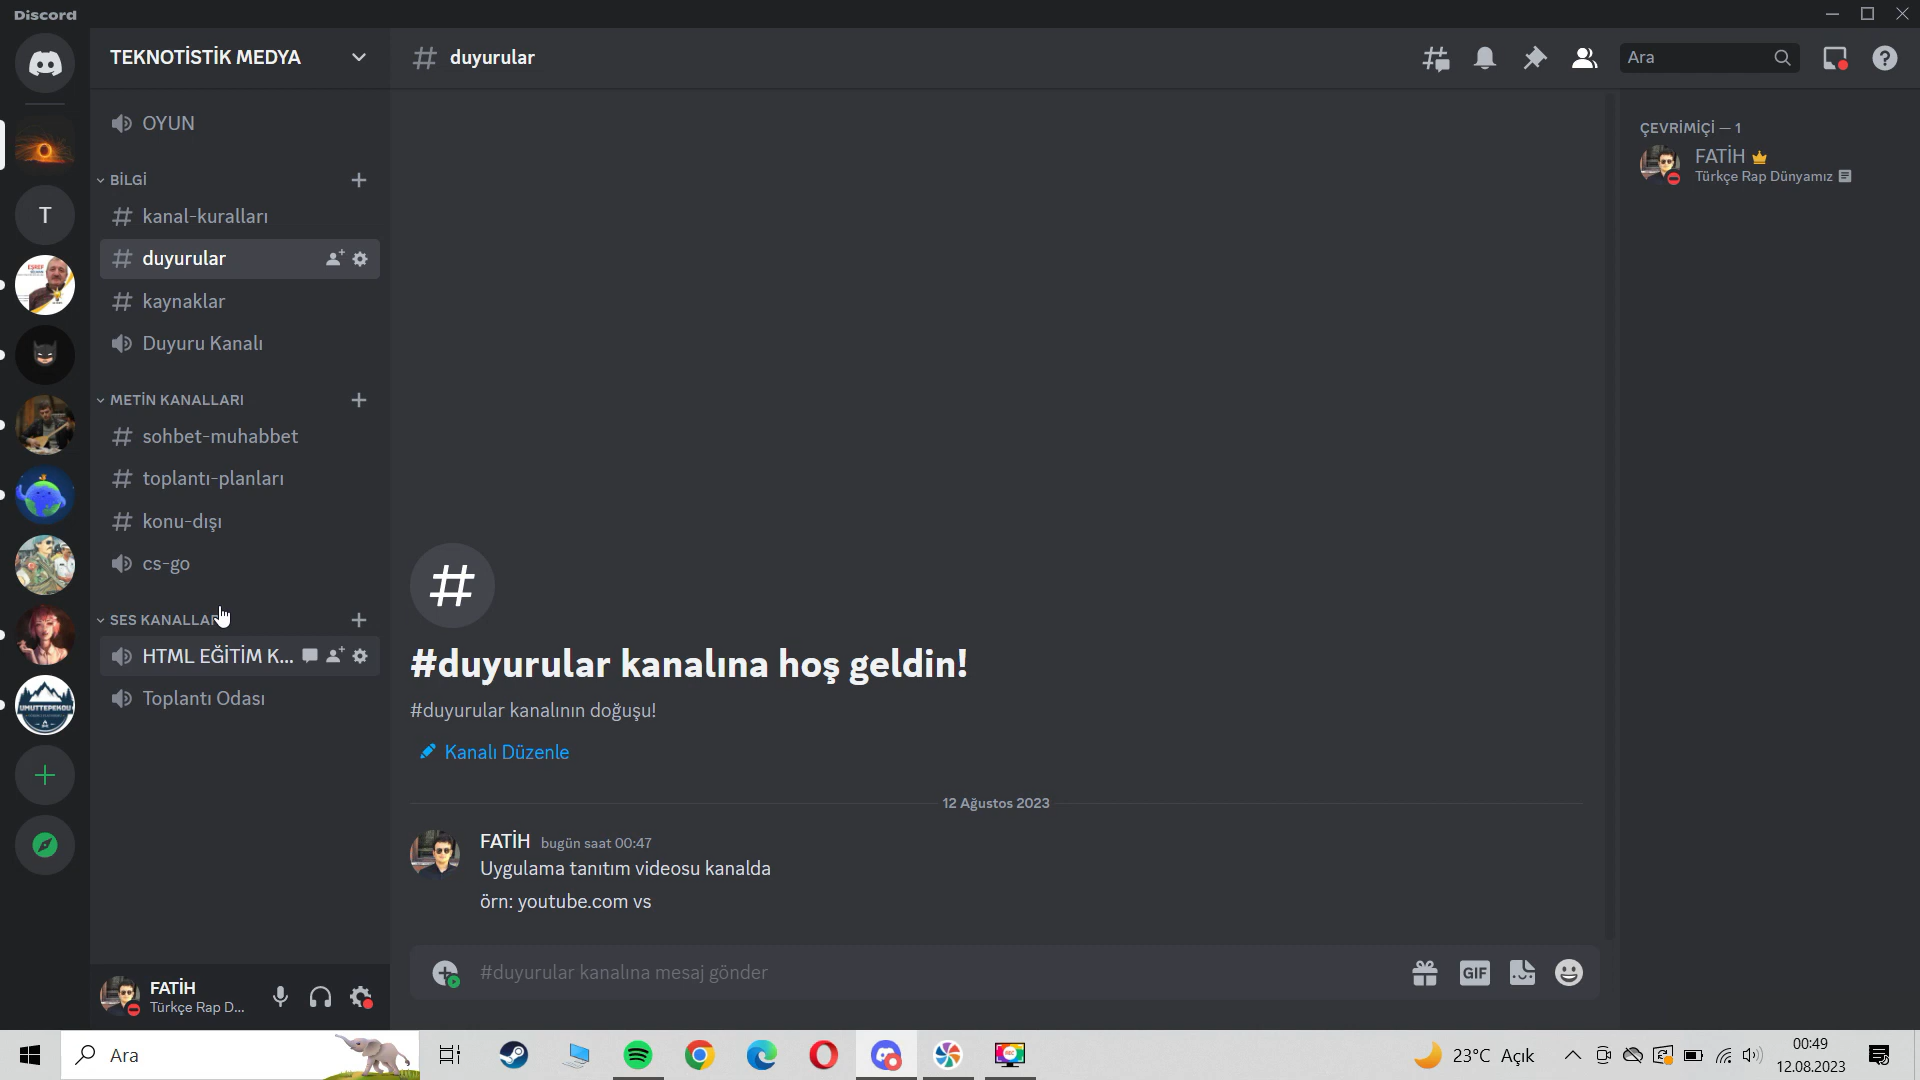 Discord
TEKNOTİSTİK MEDYA
OYUN
BİLGİ
kanal-kuralları
duyurular
kaynaklar
Duyuru Kanalı
METİN KANALLARI
sohbet-muhabbet
toplantı-planları
konu-dışı
cs-go
SES KANALLAR
HTML EĞİTİM K...
Toplantı Odası
FATİH
Türkçe Rap D...
T
duyurular
Ara
#duyurular kanalına hoş geldin!
#duyurular kanalının doğuşu!
Kanalı Düzenle
12 Ağustos 2023
FATİH bugün saat 00:47
Uygulama tanıtım videosu kanalda
örn: youtube.com vs
#duyurular kanalına mesaj gönder
GIF
ÇEVRİMİÇİ — 1
FATİH
Türkçe Rap Dünyamız
EŞREF
UMUTTEPEKOU
Ara
REC
23°C Açık
00:49
12.08.2023